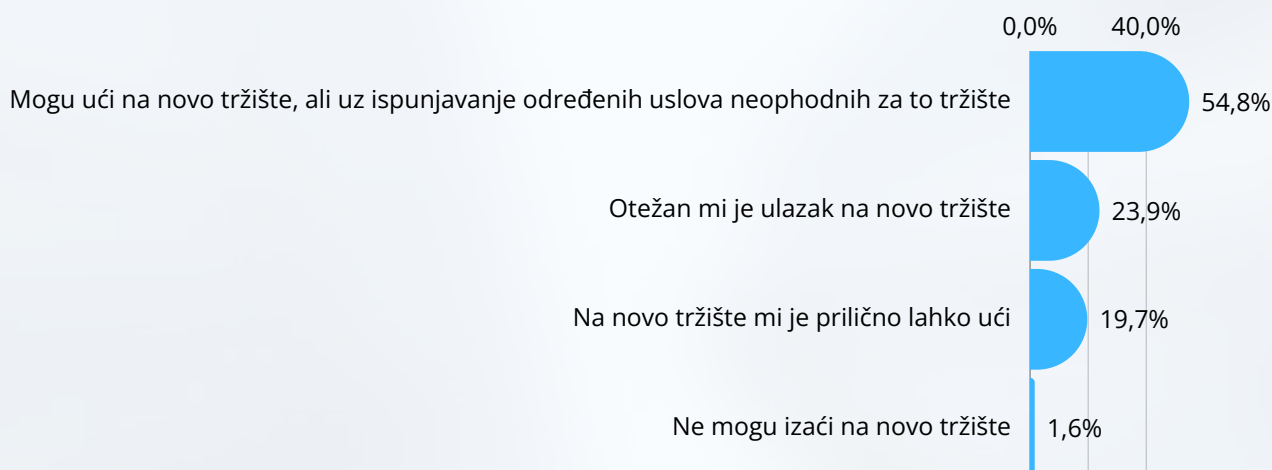 0,0% 40,0%
Mogu ući na novo tržište, ali uz ispunjavanje određenih uslova neophodnih za to tržište 54,8%
Otežan mi je ulazak na novo tržište 23,9%
Na novo tržište mi je prilično lahko ući 19,7%
Ne mogu izaći na novo tržište 1,6%